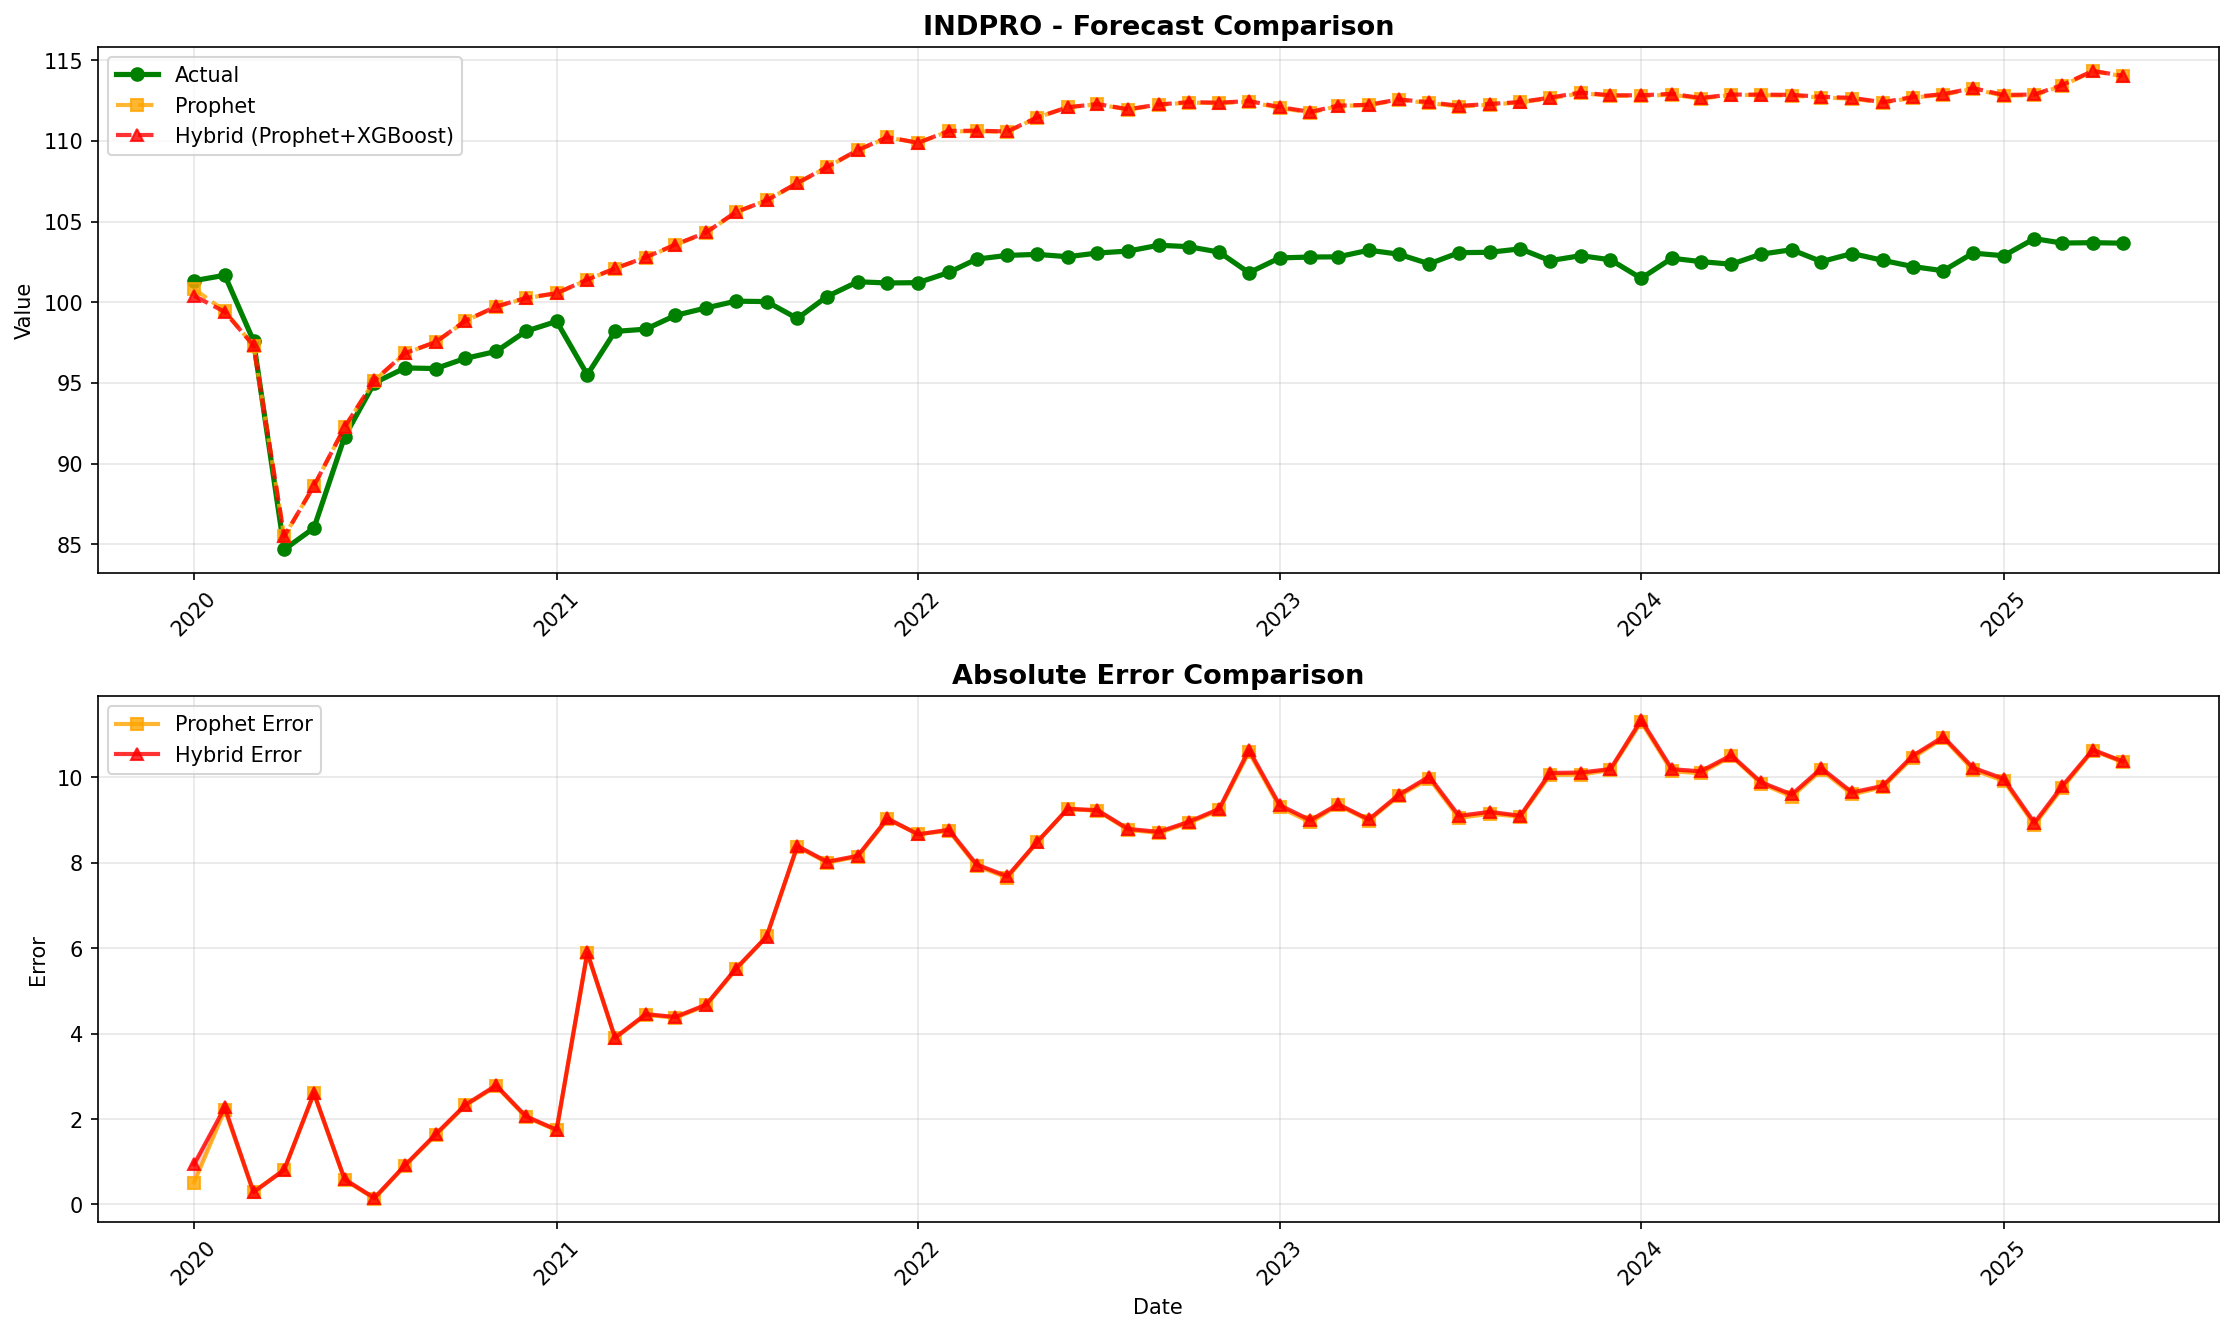 INDPRO - Forecast Comparison
Actual
Prophet
Hybrid (Prophet+XGBoost)
Value
115
110
105
100
95
90
85
2020
2021
2022
2023
2024
2025
Absolute Error Comparison
Prophet Error
Hybrid Error
Error
10
8
6
4
2
0
2020
2021
2022
2023
2024
2025
Date